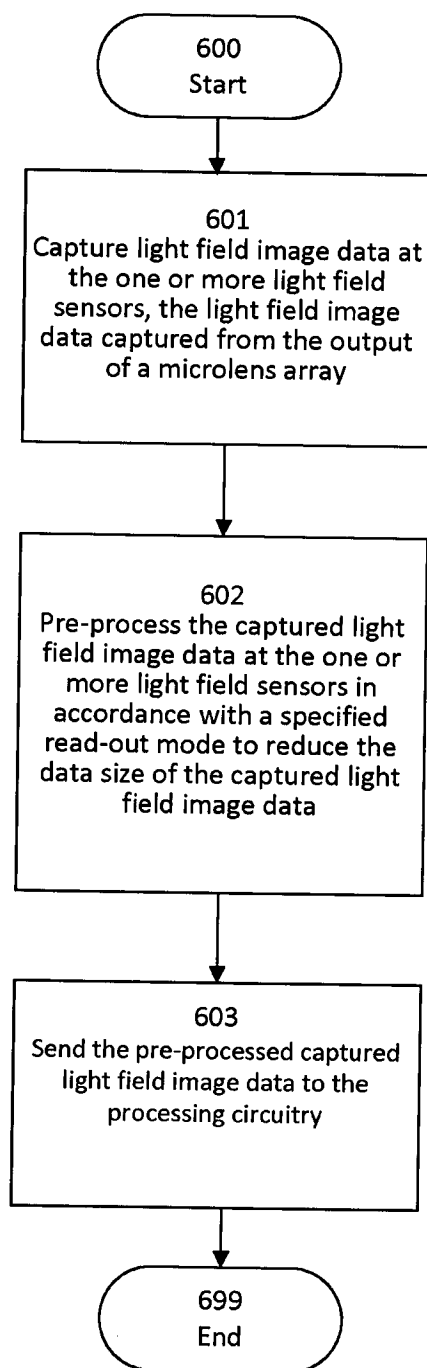 600
Start
601
Capture light field image data at
the one or more light field
sensors, the light field image
data captured from the output
of a microlens array
602
Pre-process the captured light
field image data at the one or
more light field sensors in
accordance with a specified
read-out mode to reduce the
data size of the captured light
field image data
603
Send the pre-processed captured
light field image data to the
processing circuitry
699
End